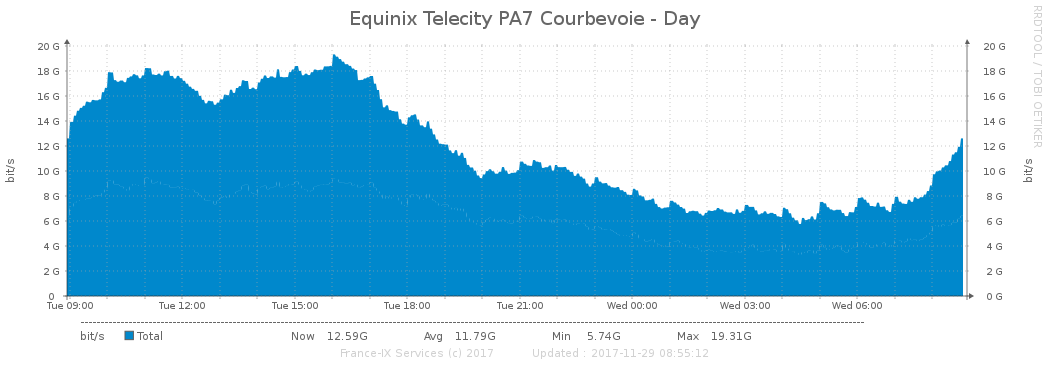 Equinix Telecity PA7 Courbevoie - Day
RRDTOOL / TOBI OETIKER
bit/s
bit/s
20 G 20 G
18 G 18 G
16 G 16 G
14 G 14 G
12 G 12 G
10 G 10 G
8 G 8 G
6 G 6 G
4 G 4 G
2 G 2 G
0 0 G
Tue 09:00 Tue 12:00 Tue 15:00 Tue 18:00 Tue 21:00 Wed 00:00 Wed 03:00 Wed 06:00
bit/s Total Now 12.59G Avg 11.79G Min 5.74G Max 19.31G
France-IX Services (c) 2017 Updated : 2017-11-29 08:55:12